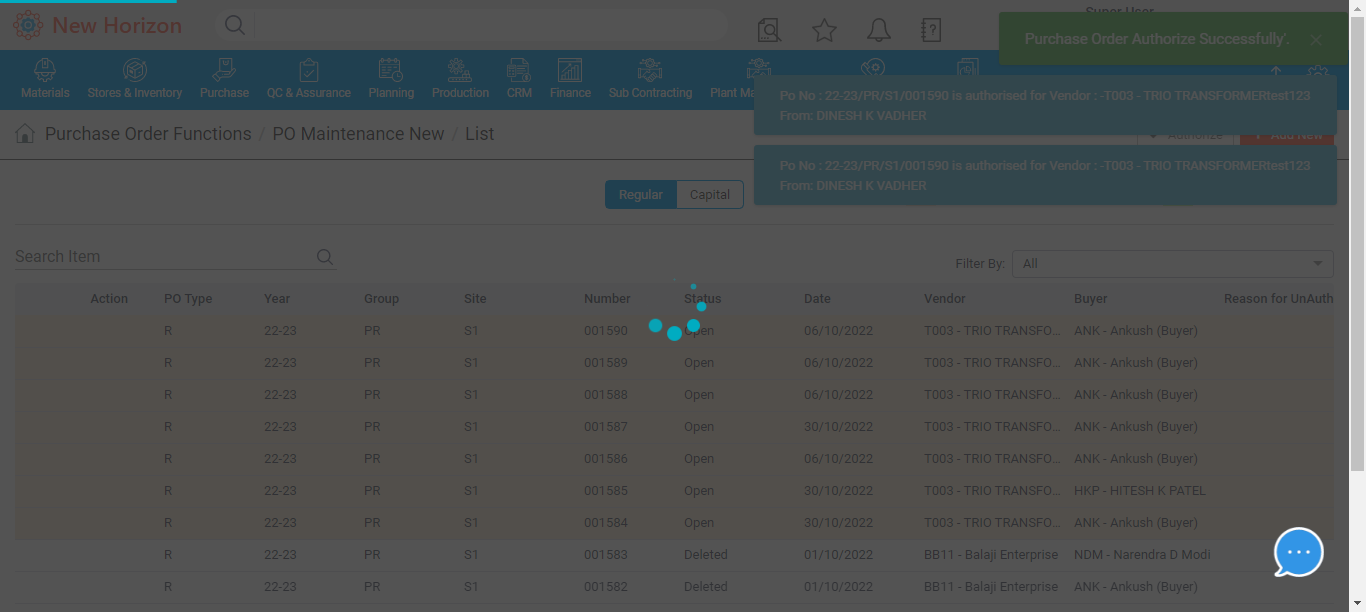 New Horizon
Super User
Purchase Order Authorize Successfully'.
Materials Stores & Inventory Purchase QC & Assurance Planning Production CRM Finance Sub Contracting Plant Ma
Po No : 22-23/PR/S1/001590 is authorised for Vendor : -T003 - TRIO TRANSFORMERtest123
From: DINESH K VADHER
Purchase Order Functions / PO Maintenance New / List
Authorize + Add New
Po No : 22-23/PR/S1/001590 is authorised for Vendor : -T003 - TRIO TRANSFORMERtest123
From: DINESH K VADHER
Regular Capital
Search Item
Filter By: All
Action PO Type Year Group Site Number Status Date Vendor Buyer Reason for UnAuth
R 22-23 PR S1 001590 Open 06/10/2022 T003 - TRIO TRANSFO... ANK - Ankush (Buyer)
R 22-23 PR S1 001589 Open 06/10/2022 T003 - TRIO TRANSFO... ANK - Ankush (Buyer)
R 22-23 PR S1 001588 Open 06/10/2022 T003 - TRIO TRANSFO... ANK - Ankush (Buyer)
R 22-23 PR S1 001587 Open 30/10/2022 T003 - TRIO TRANSFO... ANK - Ankush (Buyer)
R 22-23 PR S1 001586 Open 06/10/2022 T003 - TRIO TRANSFO... ANK - Ankush (Buyer)
R 22-23 PR S1 001585 Open 30/10/2022 T003 - TRIO TRANSFO... HKP - HITESH K PATEL
R 22-23 PR S1 001584 Open 30/10/2022 T003 - TRIO TRANSFO... ANK - Ankush (Buyer)
R 22-23 PR S1 001583 Deleted 01/10/2022 BB11 - Balaji Enterprise NDM - Narendra D Modi
R 22-23 PR S1 001582 Deleted 01/10/2022 BB11 - Balaji Enterprise ANK - Ankush (Buyer)